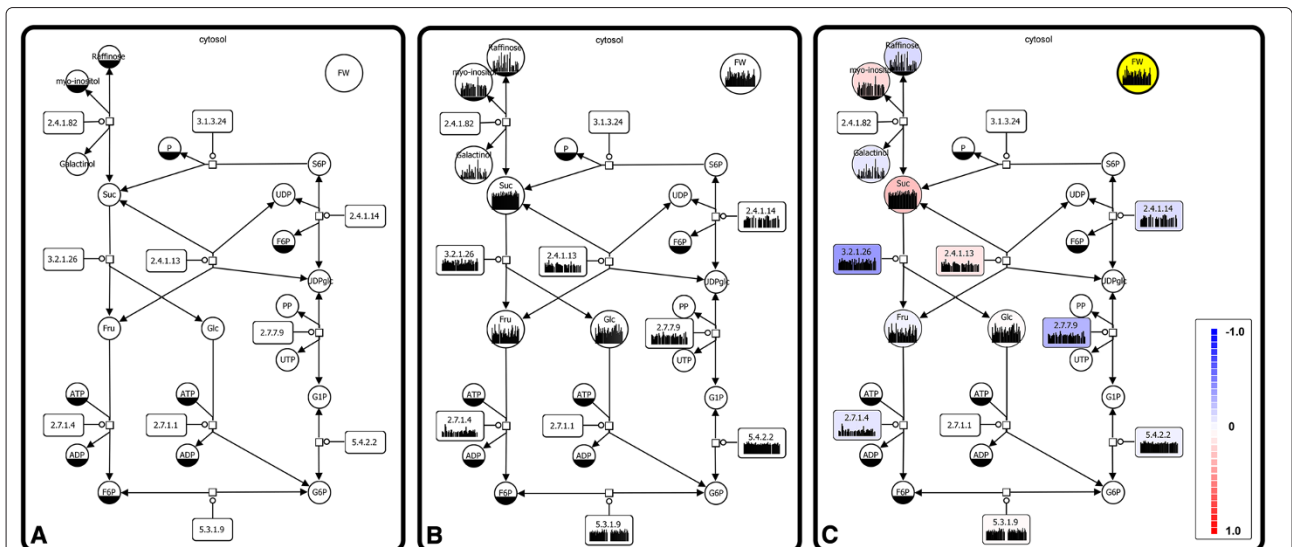 cytosol
Raffinose
FW
myo-inositol
3.1.3.24
2.4.1.82
P
Galactinol
S6P
Suc
UDP
2.4.1.14
F6P
3.2.1.26
2.4.1.13
UDPglc
PP
Fru
Glc
2.7.7.9
UTP
ATP
ATP
G1P
2.7.1.4
2.7.1.1
5.4.2.2
ADP
ADP
F6P
G6P
5.3.1.9
A
cytosol
Raffinose
FW
myo-inositol
3.1.3.24
2.4.1.82
P
Galactinol
S6P
Suc
UDP
2.4.1.14
F6P
3.2.1.26
2.4.1.13
UDPglc
PP
Fru
Glc
2.7.7.9
UTP
ATP
ATP
G1P
2.7.1.4
2.7.1.1
5.4.2.2
ADP
ADP
F6P
G6P
5.3.1.9
B
cytosol
Raffinose
FW
myo-inositol
3.1.3.24
2.4.1.82
P
Galactinol
S6P
Suc
UDP
2.4.1.14
F6P
3.2.1.26
2.4.1.13
UDPglc
PP
Fru
Glc
2.7.7.9
UTP
ATP
ATP
G1P
2.7.1.4
2.7.1.1
5.4.2.2
ADP
ADP
F6P
G6P
5.3.1.9
-1.0
0
1.0
C